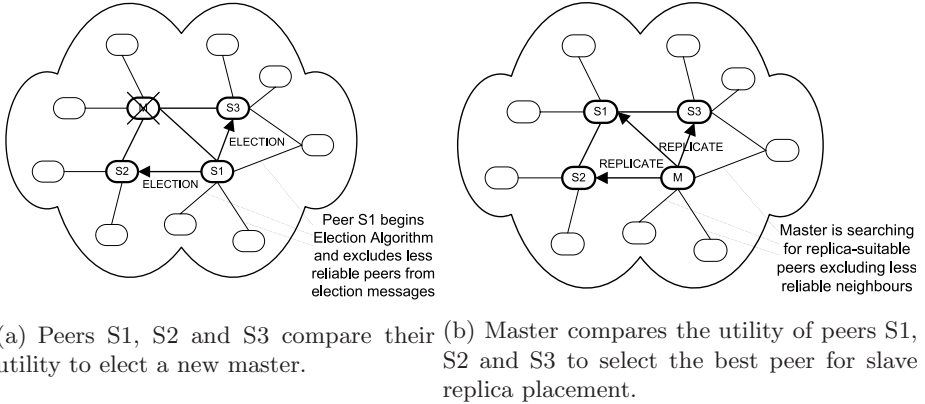 M
S3
ELECTION
S2
ELECTION
S1
Peer S1 begins
Election Algorithm
and excludes less
reliable peers from
election messages
(a) Peers S1, S2 and S3 compare their
utility to elect a new master.
S1
S3
REPLICATE
REPLICATE
S2
M
Master is searching
for replica-suitable
peers excluding less
reliable neighbours
(b) Master compares the utility of peers S1,
S2 and S3 to select the best peer for slave
replica placement.